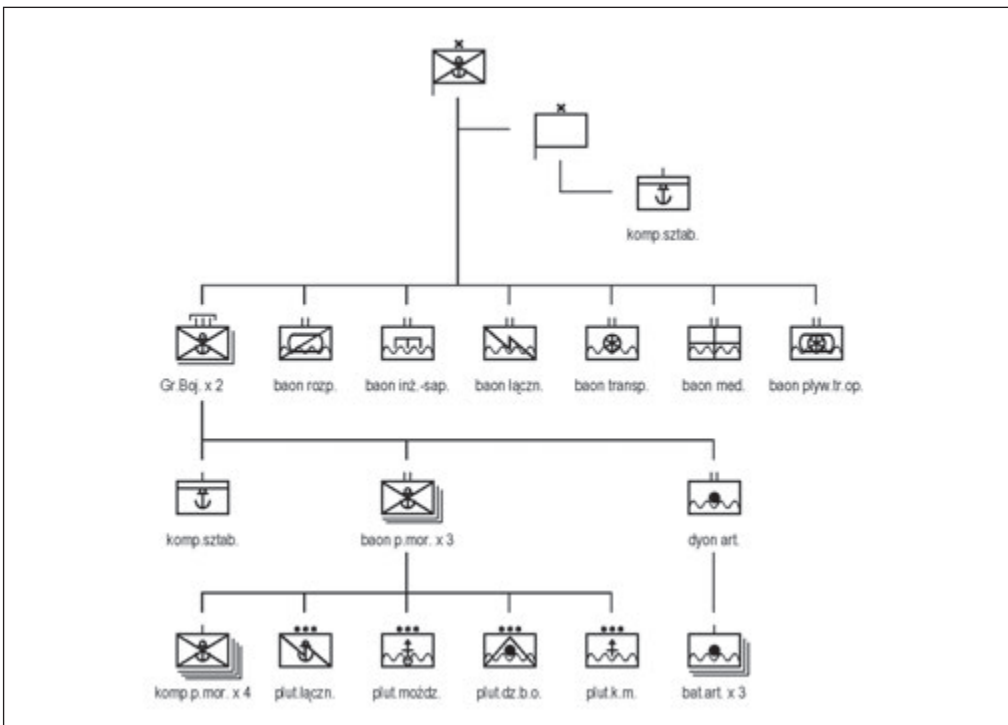 komp.sztab.
Gr.Boj. x 2
baon rozp.
baon inż.-sap.
baon łączn.
baon transp.
baon med.
baon plyw.tr.op.
komp.sztab.
baon p.mor. x 3
dyon art.
komp.p.mor. x 4
plut.łączn.
plut.moździ.
plut.dz.b.o.
plut.k.m.
bat.art. x 3